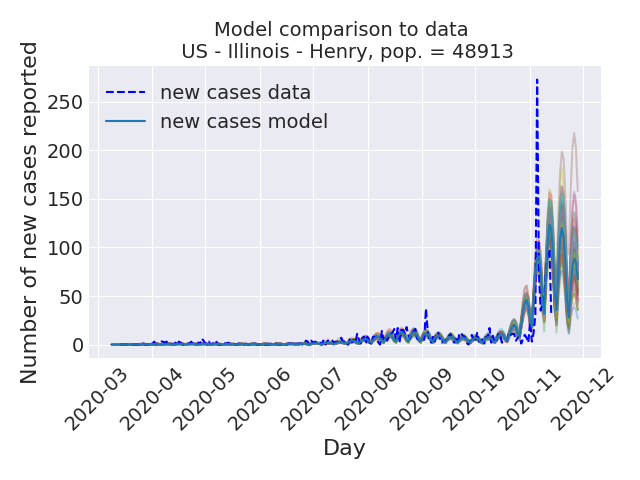 Model comparison to data
US - Illinois - Henry, pop. = 48913
Number of new cases reported
250
200
150
100
50
0
new cases data
new cases model
2020-03
2020-04
2020-05
2020-06
2020-07
2020-08
2020-09
2020-10
2020-11
2020-12
Day